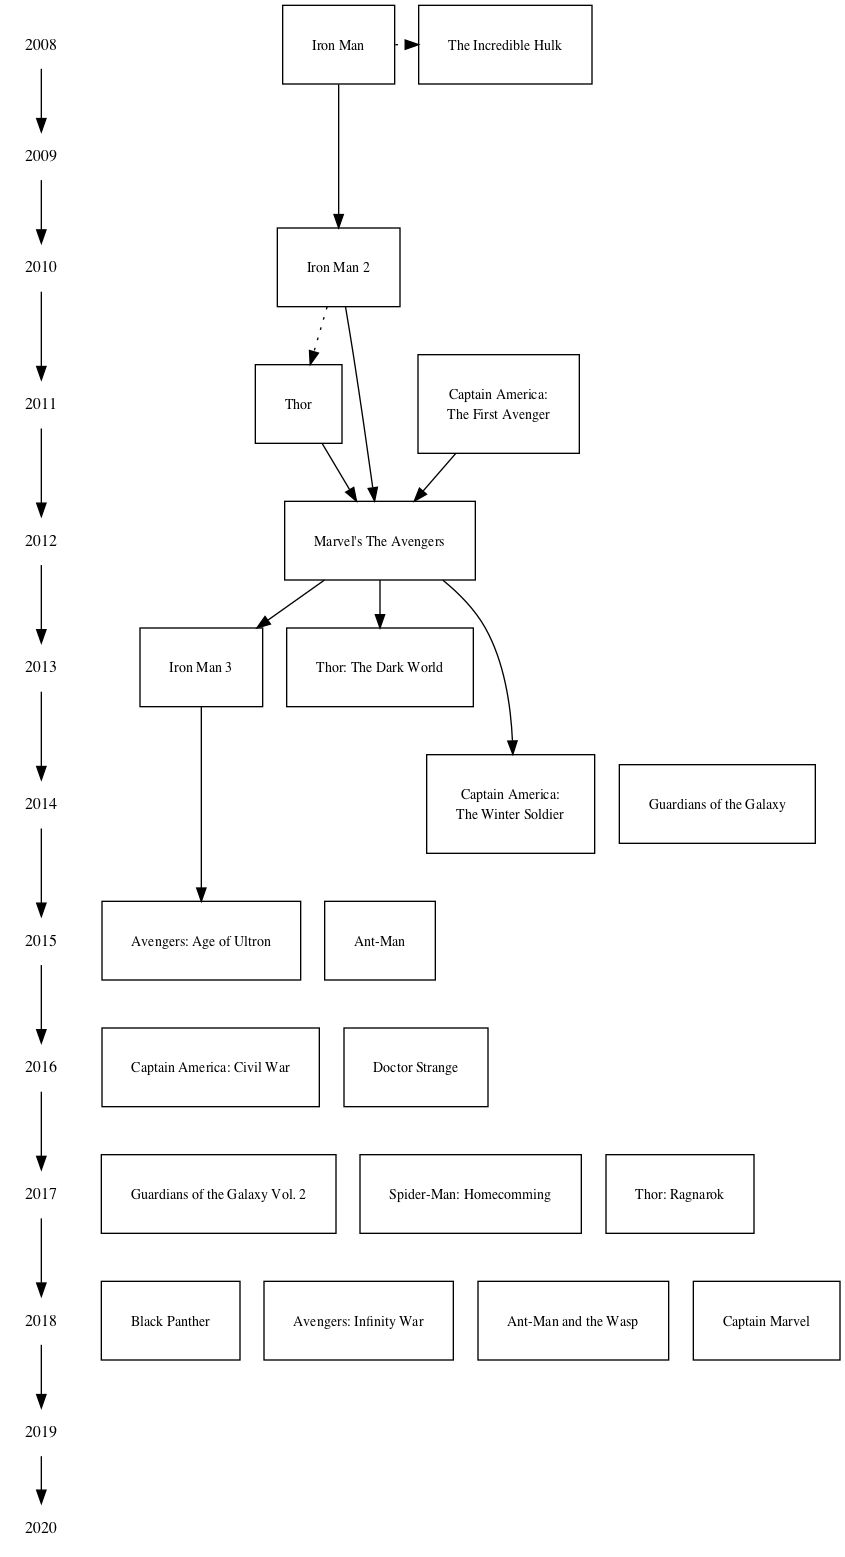 2008
Iron Man
The Incredible Hulk
2009
2010
Iron Man 2
2011
Thor
Captain America:
The First Avenger
2012
Marvel's The Avengers
2013
Iron Man 3
Thor: The Dark World
2014
Captain America:
The Winter Soldier
Guardians of the Galaxy
2015
Avengers: Age of Ultron
Ant-Man
2016
Captain America: Civil War
Doctor Strange
2017
Guardians of the Galaxy Vol. 2
Spider-Man: Homecomming
Thor: Ragnarok
2018
Black Panther
Avengers: Infinity War
Ant-Man and the Wasp
Captain Marvel
2019
2020